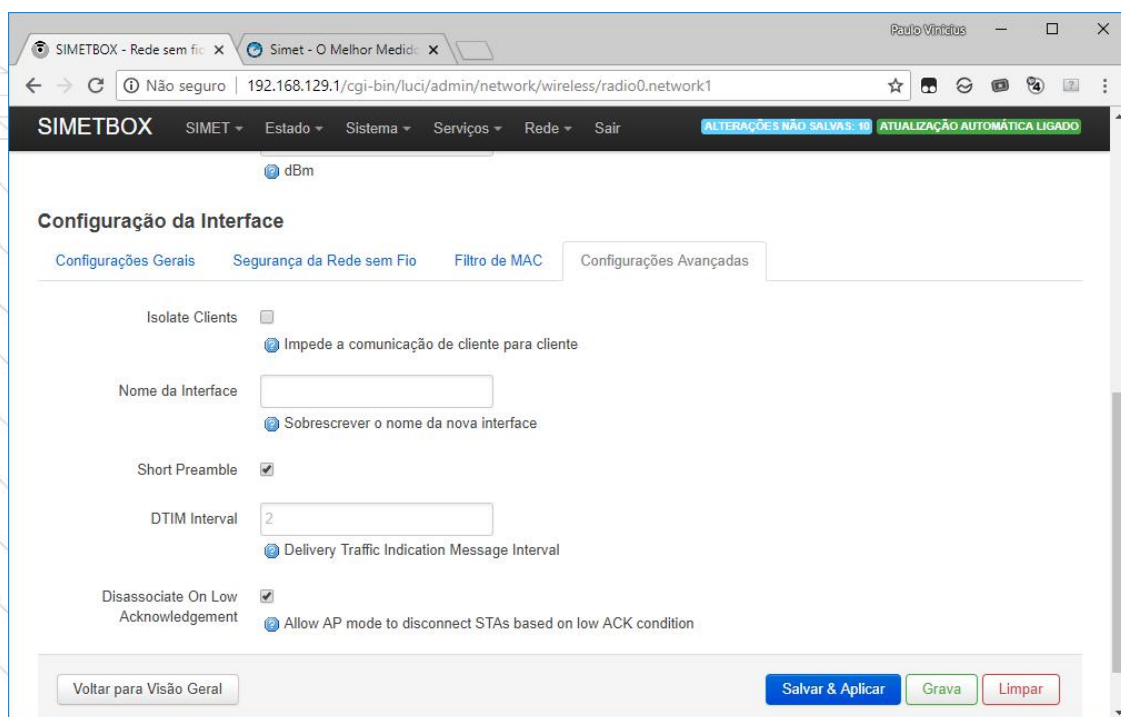 Paulo Vinicius
SIMETBOX - Rede sem fio
Simet - O Melhor Medido
Não seguro | 192.168.129.1/cgi-bin/luci/admin/network/wireless/radio0.network1
SIMETBOX SIMET Estado Sistema Serviços Rede Sair ALTERAÇÕES NÃO SALVAS: 10 ATUALIZAÇÃO AUTOMÁTICA LIGADO
dBm
Configuração da Interface
Configurações Gerais Segurança da Rede sem Fio Filtro de MAC Configurações Avançadas
Isolate Clients
Impede a comunicação de cliente para cliente
Nome da Interface
Sobrescrever o nome da nova interface
Short Preamble
DTIM Interval 2
Delivery Traffic Indication Message Interval
Disassociate On Low
Acknowledgement
Allow AP mode to disconnect STAs based on low ACK condition
Voltar para Visão Geral Salvar & Aplicar Grava Limpar